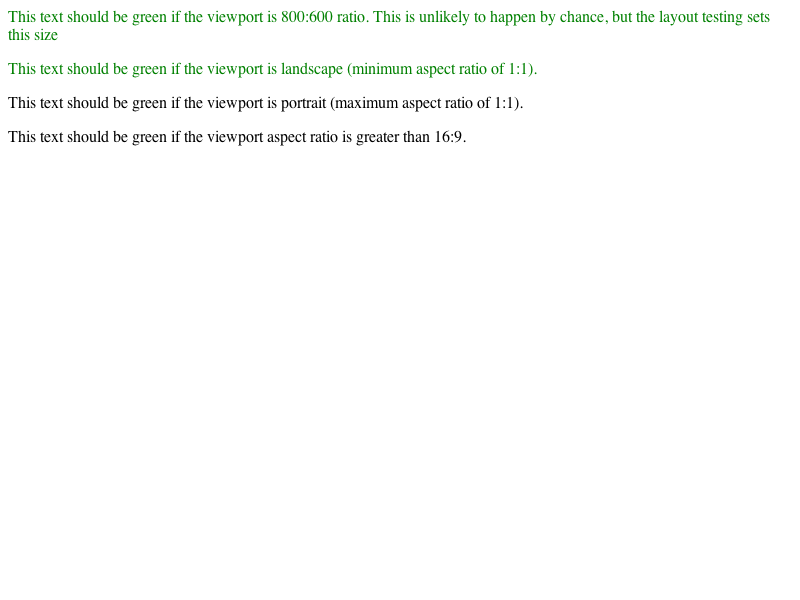 This text should be green if the viewport is 800:600 ratio. This is unlikely to happen by chance, but the layout testing sets
this size
This text should be green if the viewport is landscape (minimum aspect ratio of 1:1).
This text should be green if the viewport is portrait (maximum aspect ratio of 1:1).
This text should be green if the viewport aspect ratio is greater than 16:9.